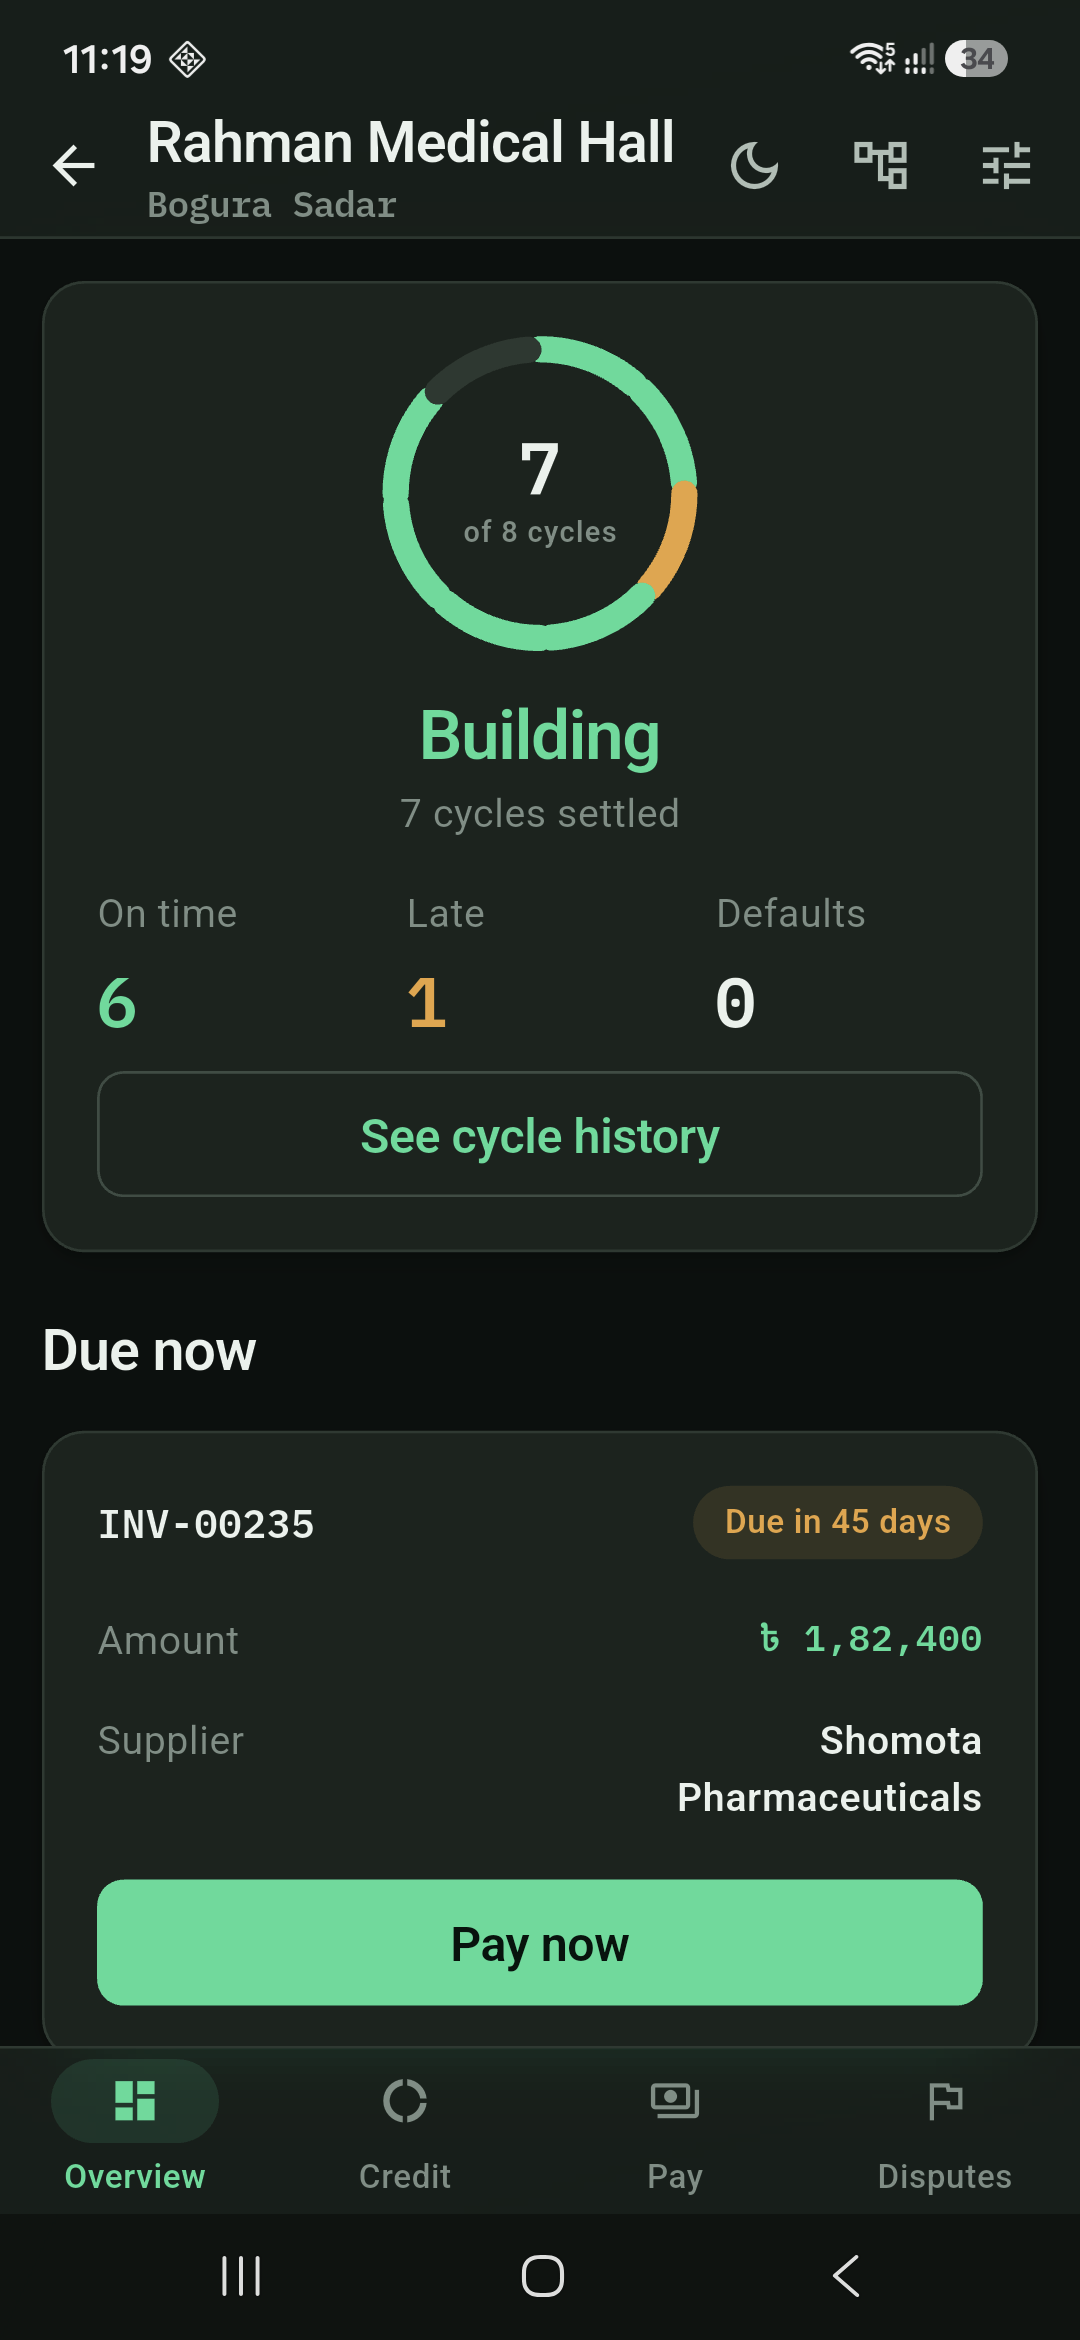 11:19
5
34
Rahman Medical Hall
Bogura Sadar
7
of 8 cycles
Building
7 cycles settled
On time Late Defaults
6 1 0
See cycle history
Due now
INV-00235 Due in 45 days
Amount ৳ 1,82,400
Supplier Shomota
Pharmaceuticals
Pay now
Overview Credit Pay Disputes